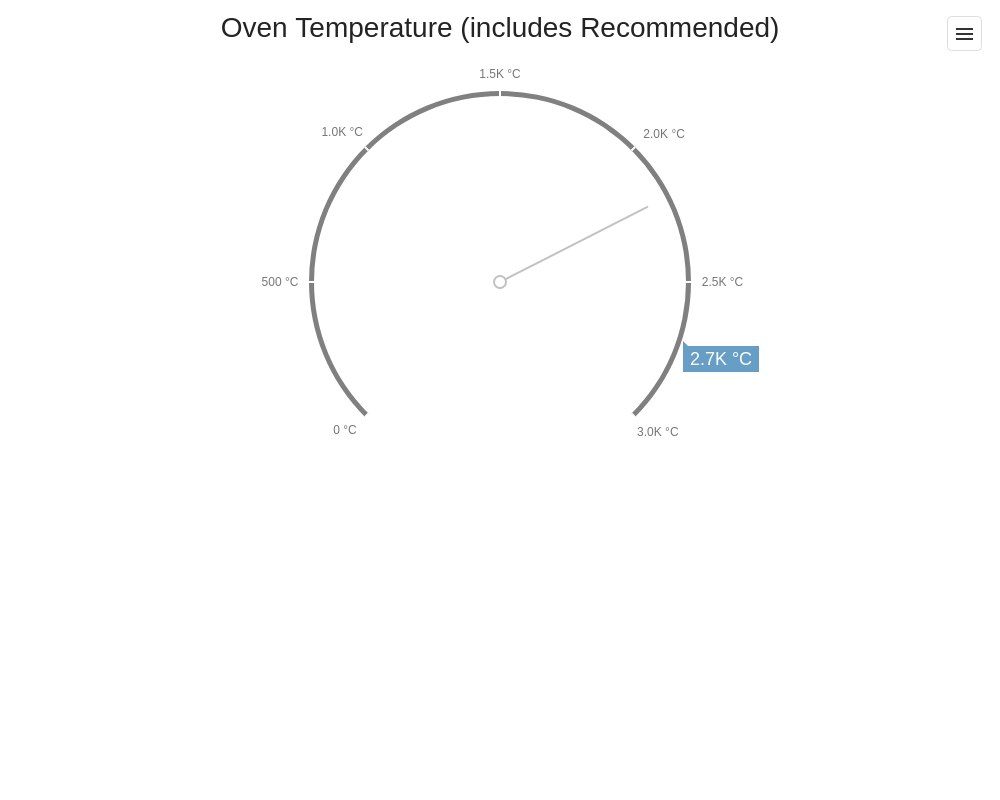 Oven Temperature (includes Recommended)
1.5K °C
1.0K °C
2.0K °C
500 °C
2.5K °C
2.7K °C
0 °C
3.0K °C